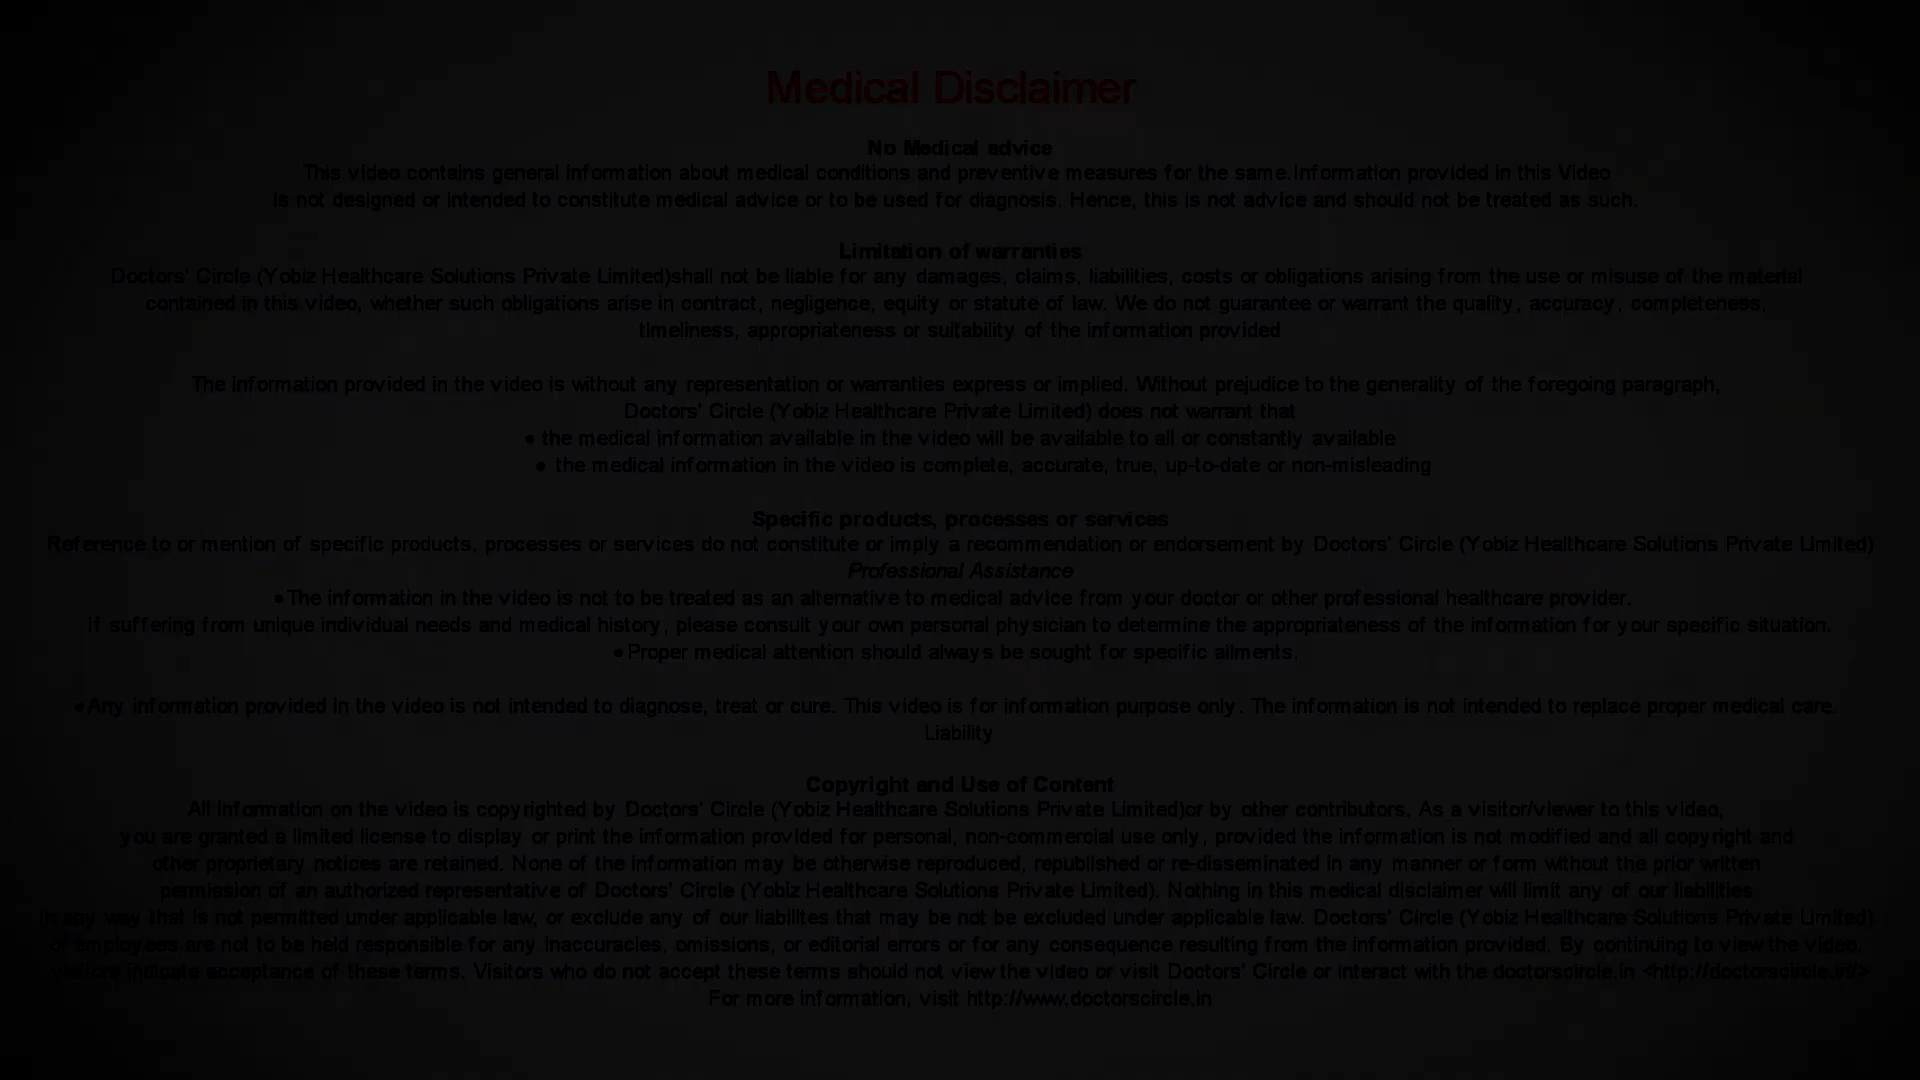 Medical Disclaimer
No Medical advice
This video contains general information about medical conditions and preventive measures for the same.Information provided in this Video
is not designed or intended to constitute medical advice or to be used for diagnosis. Hence, this is not advice and should not be treated as such.
Limitation of warranties
Doctors' Circle (Yobiz Healthcare Solutions Private Limited)shall not be liable for any damages, claims, liabilities, costs or obligations arising from the use or misuse of the material
contained in this video, whether such obligations arise in contract, negligence, equity or statute of law. We do not guarantee or warrant the quality, accuracy, completeness,
timeliness, appropriateness or suitability of the information provided
The information provided in the video is without any representation or warranties express or implied. Without prejudice to the generality of the foregoing paragraph,
Doctors' Circle (Yobiz Healthcare Private Limited) does not warrant that
• the medical information available in the video will be available to all or constantly available
• the medical information in the video is complete, accurate, true, up-to-date or non-misleading
Specific products, processes or services
Reference to or mention of specific products, processes or services do not constitute or imply a recommendation or endorsement by Doctors' Circle (Yobiz Healthcare Solutions Private Limited)
Professional Assistance
•The information in the video is not to be treated as an alternative to medical advice from your doctor or other professional healthcare provider.
If suffering from unique individual needs and medical history, please consult your own personal physician to determine the appropriateness of the information for your specific situation.
•Proper medical attention should always be sought for specific ailments.
•Any information provided in the video is not intended to diagnose, treat or cure. This video is for information purpose only. The information is not intended to replace proper medical care.
Liability
Copyright and Use of Content
All information on the video is copyrighted by Doctors' Circle (Yobiz Healthcare Solutions Private Limited)or by other contributors. As a visitor/viewer to this video,
you are granted a limited license to display or print the information provided for personal, non-commercial use only, provided the information is not modified and all copyright and
other proprietary notices are retained. None of the information may be otherwise reproduced, republished or re-disseminated in any manner or form without the prior written
permission of an authorized representative of Doctors' Circle (Yobiz Healthcare Solutions Private Limited). Nothing in this medical disclaimer will limit any of our liabilities
in any way that is not permitted under applicable law, or exclude any of our liabilites that may be not be excluded under applicable law. Doctors' Circle (Yobiz Healthcare Solutions Private Limited)
or employees are not to be held responsible for any inaccuracies, omissions, or editorial errors or for any consequence resulting from the information provided. By continuing to view the video,
visitors indicate acceptance of these terms. Visitors who do not accept these terms should not view the video or visit Doctors' Circle or interact with the doctorscircle.in <http://doctorscircle.in/>
For more information, visit http://www.doctorscircle.in